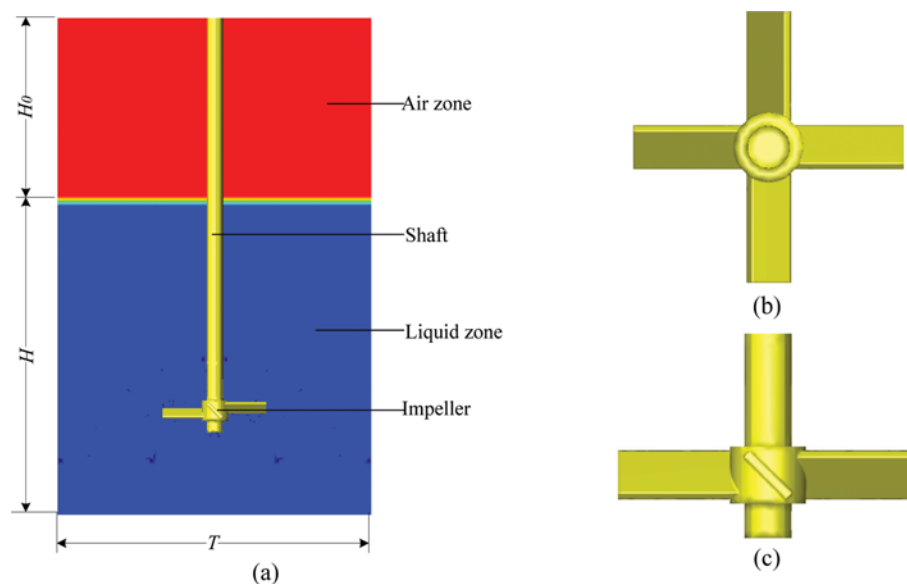 H0
Air zone
Shaft
H
Liquid zone
Impeller
T
(a)
(b)
(c)